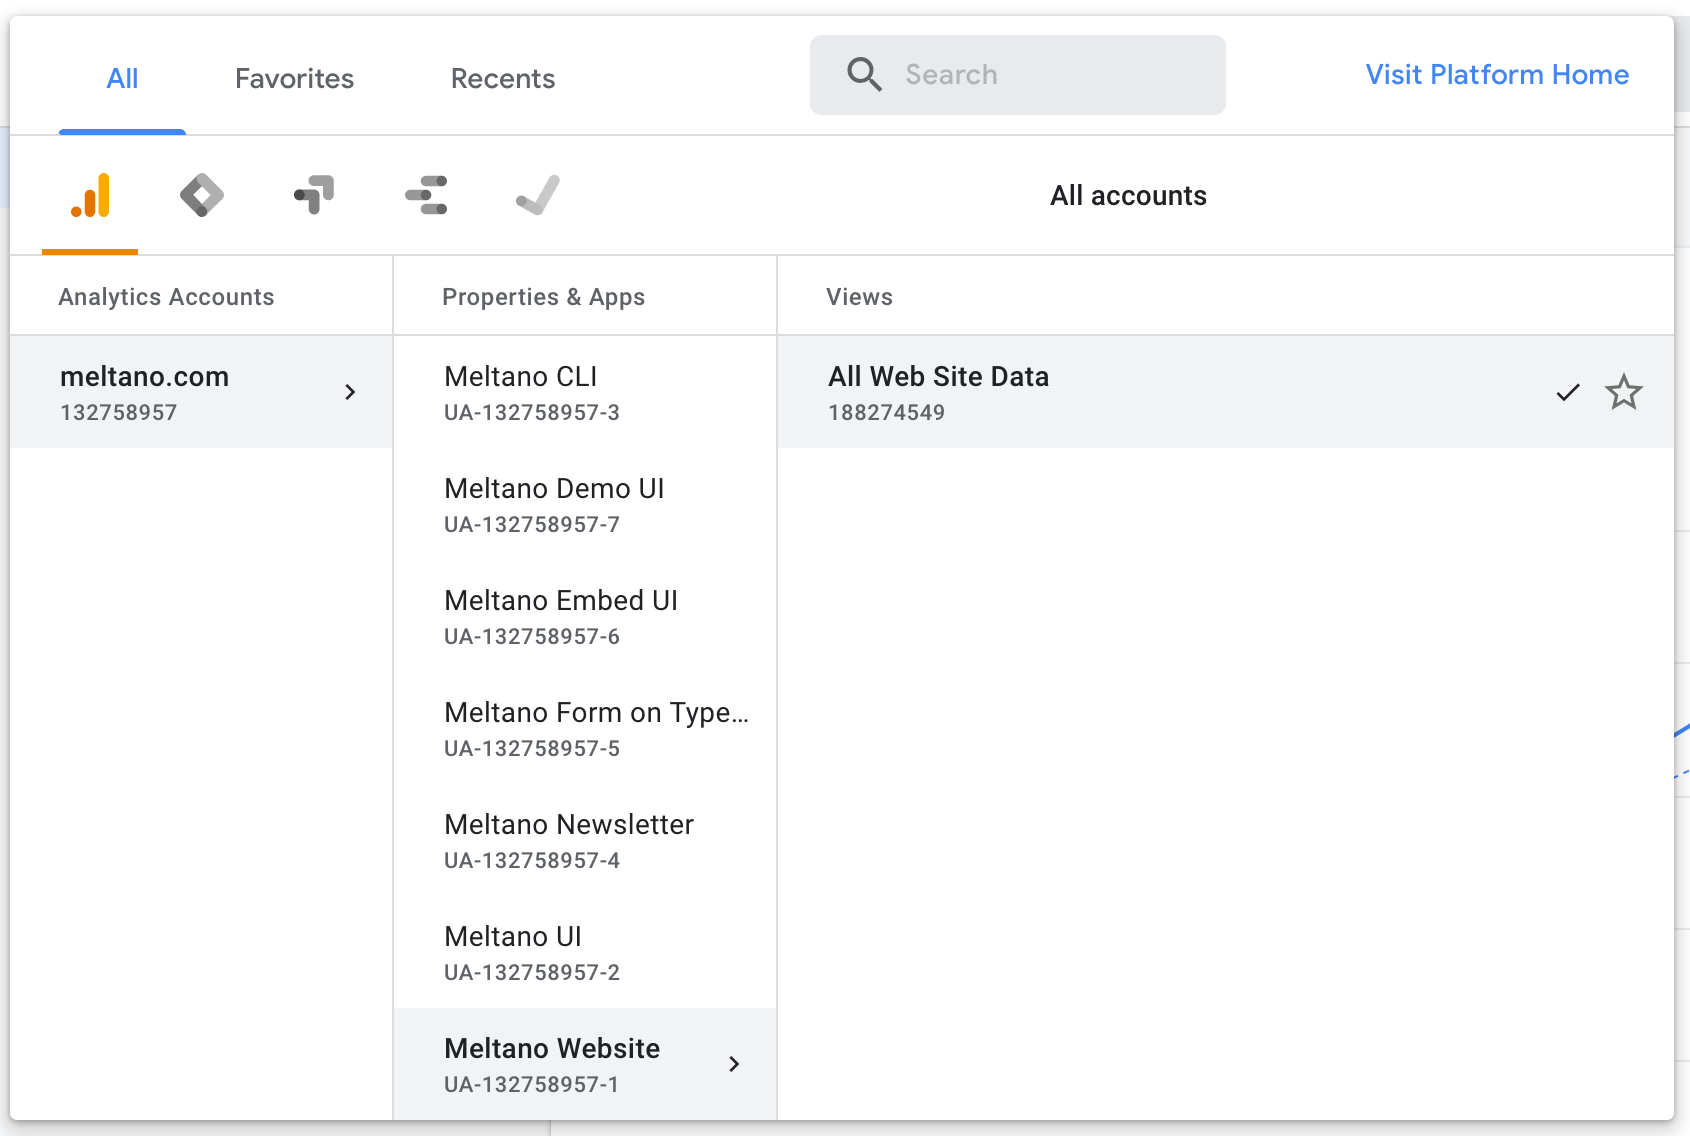 All
Favorites
Recents
Search
Visit Platform Home
All accounts
Analytics Accounts
Properties & Apps
Views
meltano.com
132758957
Meltano CLI
UA-132758957-3
Meltano Demo UI
UA-132758957-7
Meltano Embed UI
UA-132758957-6
Meltano Form on Type...
UA-132758957-5
Meltano Newsletter
UA-132758957-4
Meltano UI
UA-132758957-2
Meltano Website
UA-132758957-1
All Web Site Data
188274549